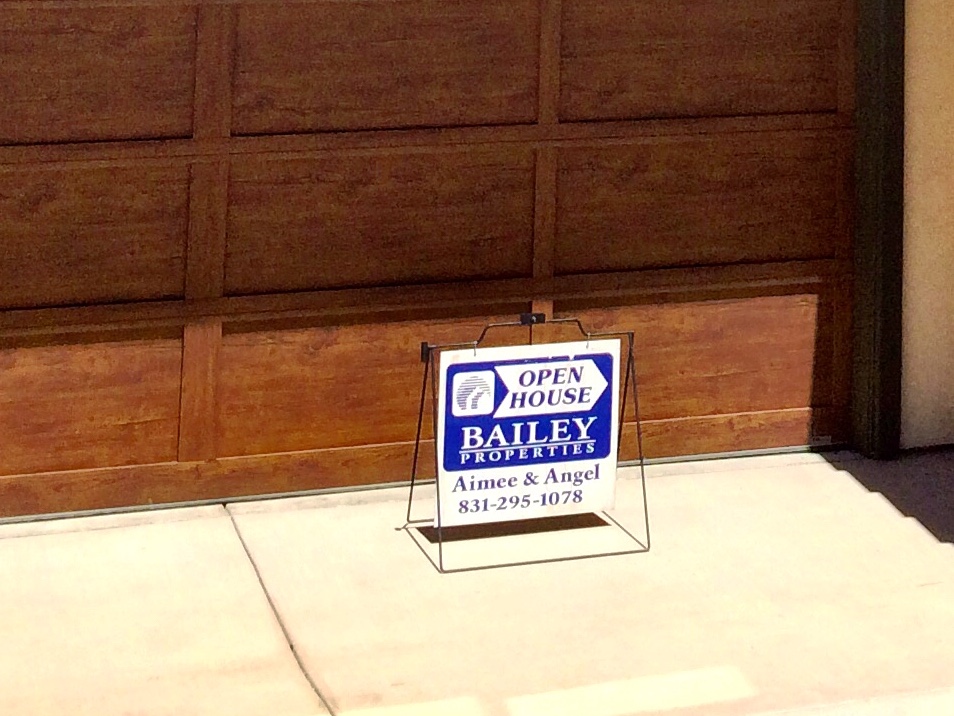 OPEN
HOUSE
BAILEY
PROPERTIES
Aimee & Angel
831-295-1078